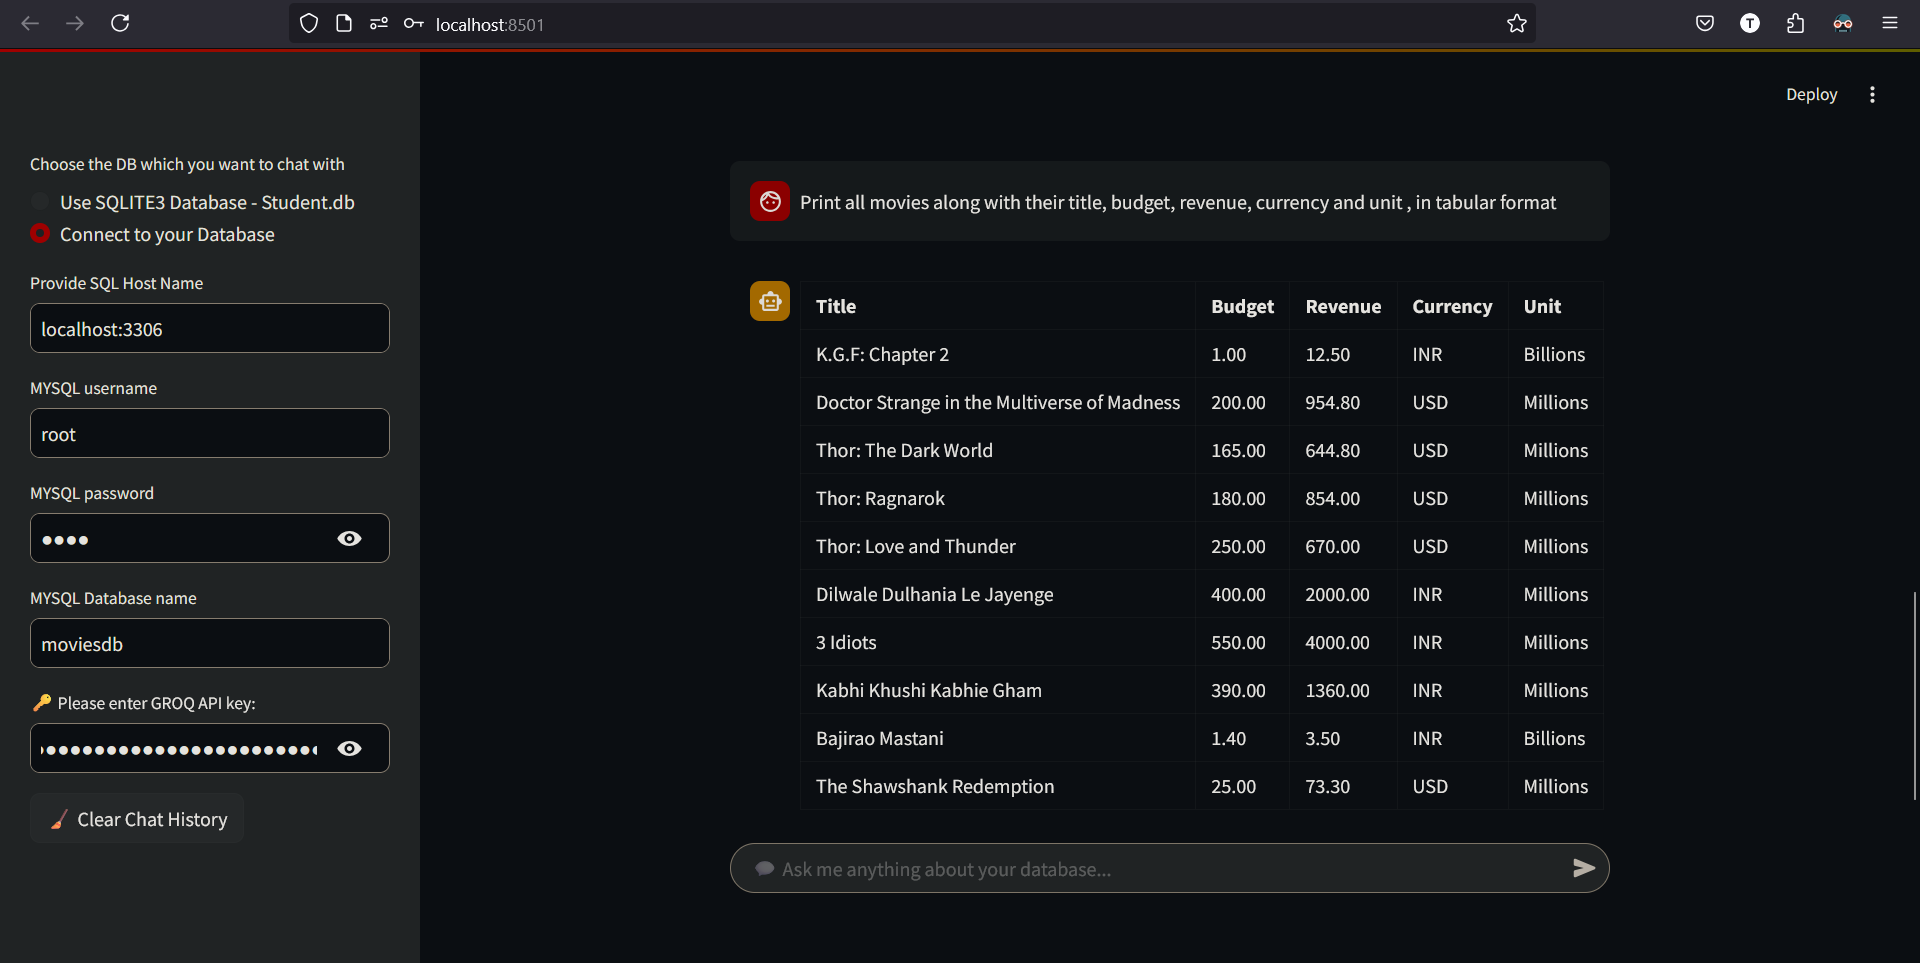 localhost:8501
Deploy
Choose the DB which you want to chat with
Use SQLITE3 Database - Student.db
Connect to your Database
Provide SQL Host Name
localhost:3306
MYSQL username
root
MYSQL password
MYSQL Database name
moviesdb
🔑 Please enter GROQ API key:
Clear Chat History
Print all movies along with their title, budget, revenue, currency and unit , in tabular format
Title Budget Revenue Currency Unit
K.G.F: Chapter 2 1.00 12.50 INR Billions
Doctor Strange in the Multiverse of Madness 200.00 954.80 USD Millions
Thor: The Dark World 165.00 644.80 USD Millions
Thor: Ragnarok 180.00 854.00 USD Millions
Thor: Love and Thunder 250.00 670.00 USD Millions
Dilwale Dulhania Le Jayenge 400.00 2000.00 INR Millions
3 Idiots 550.00 4000.00 INR Millions
Kabhi Khushi Kabhie Gham 390.00 1360.00 INR Millions
Bajirao Mastani 1.40 3.50 INR Billions
The Shawshank Redemption 25.00 73.30 USD Millions
Ask me anything about your database...